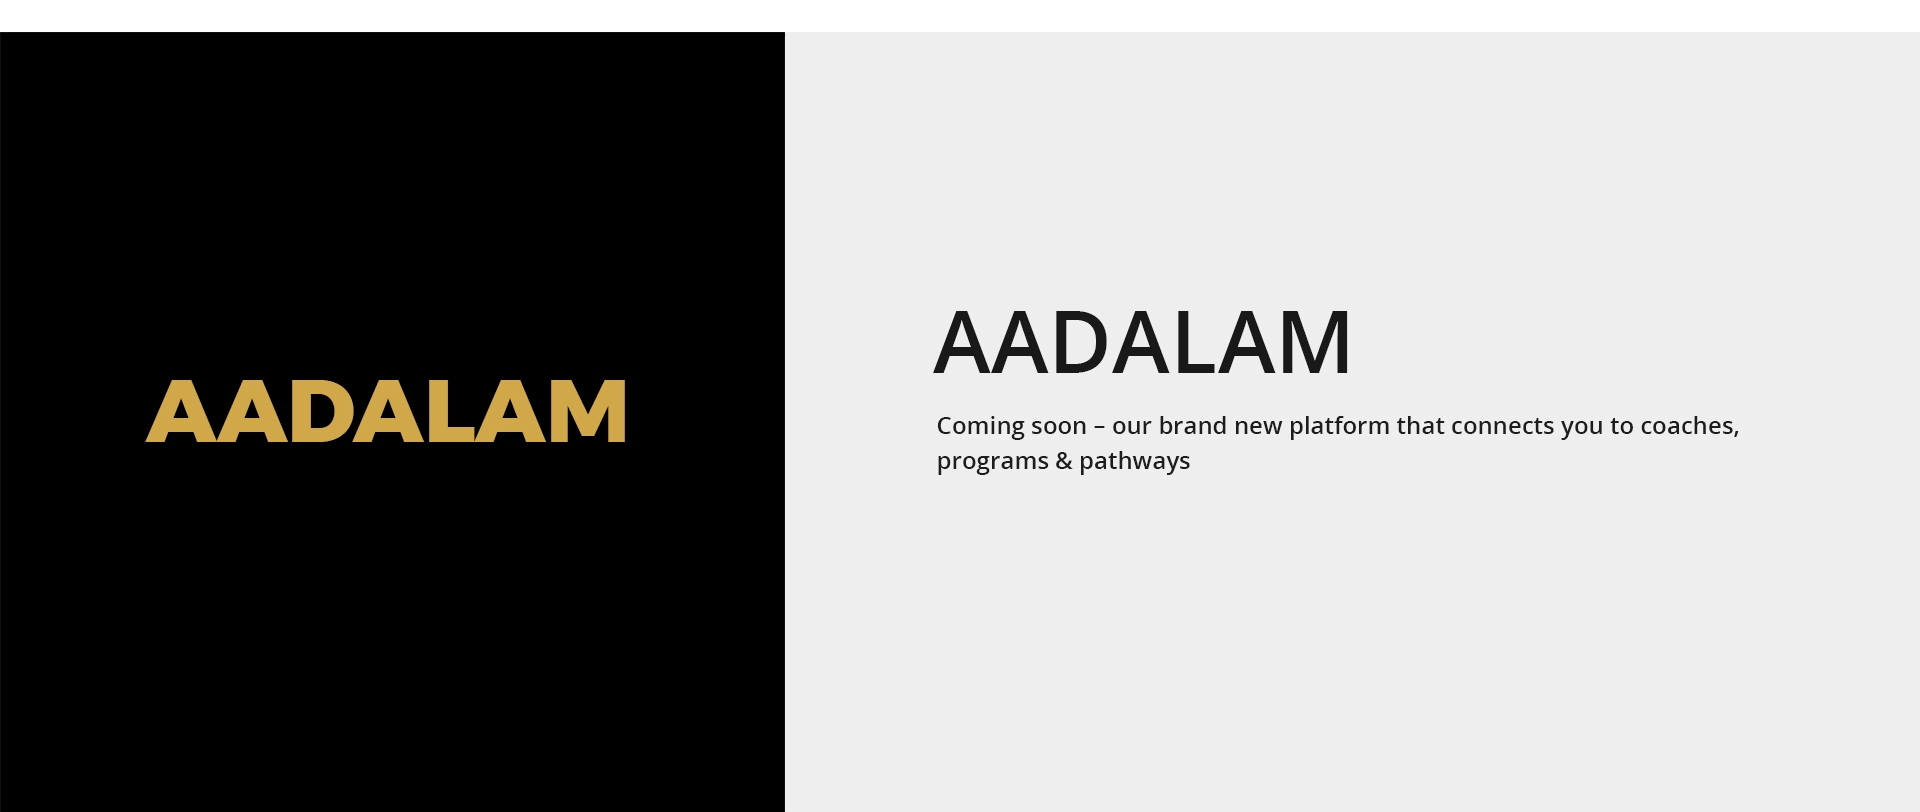 AADALAM
AADALAM
Coming soon – our brand new platform that connects you to coaches,
programs & pathways